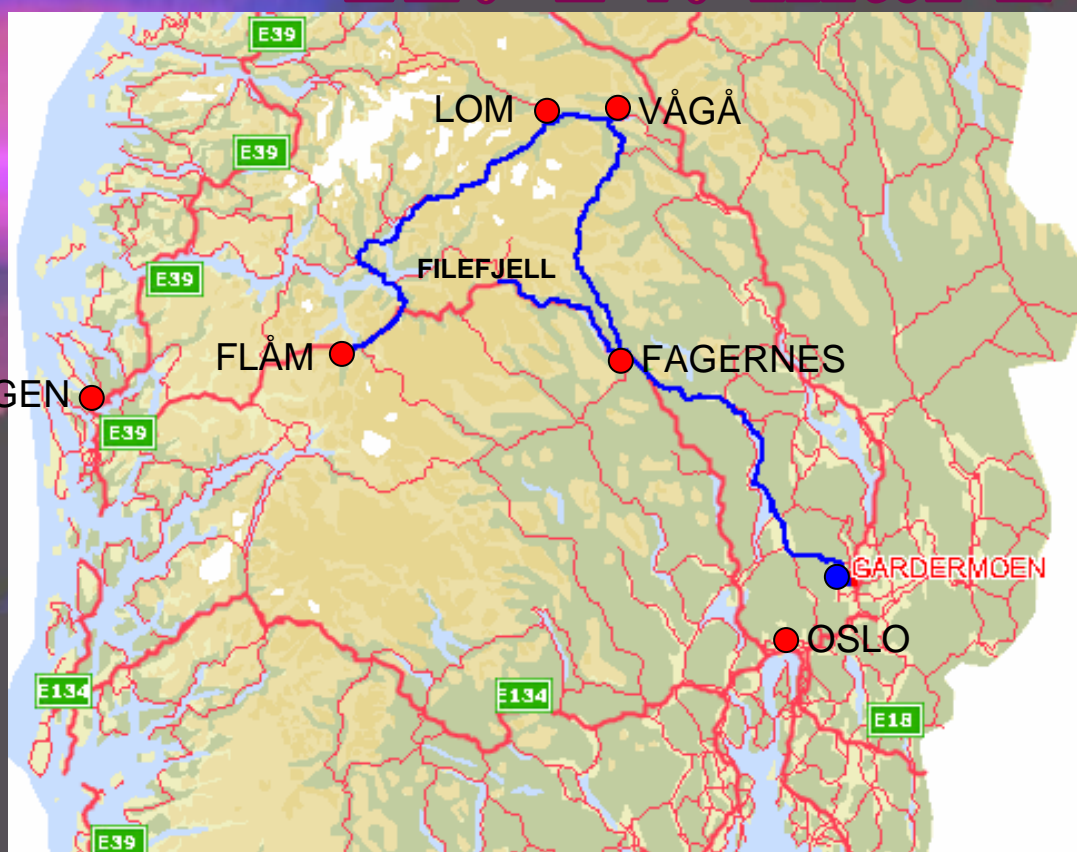 E39
LOM
VÅGÅ
E39
FILEFJELL
E39
FLÅM
FAGERNES
GEN
E39
GARDERMOEN
OSLO
E134
E134
E18
E39